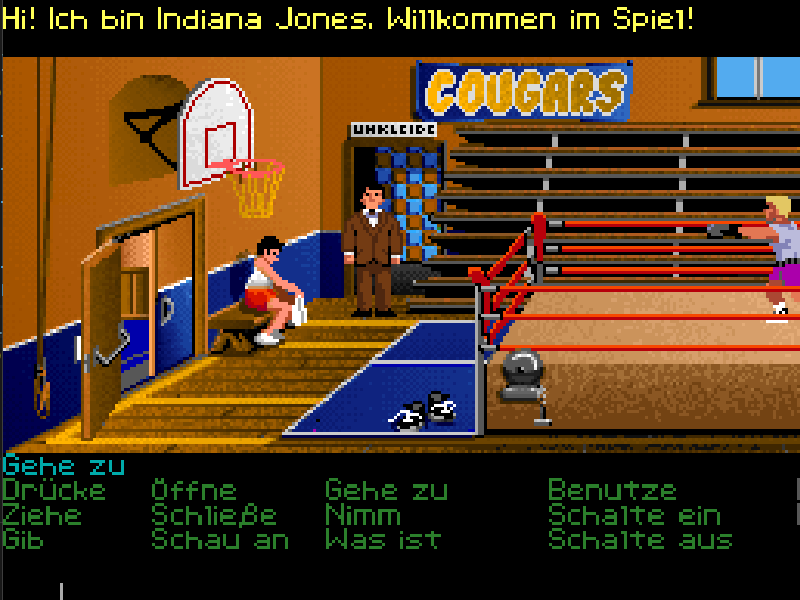 Hi! Ich bin Indiana Jones. Willkommen im Spiel!
COUGARS
UMKLEIDE
Gehe zu
Drücke Öffne Gehe zu Benutze
Ziehe Schließe Nimm Schalte ein
Gib Schau an Was ist Schalte aus